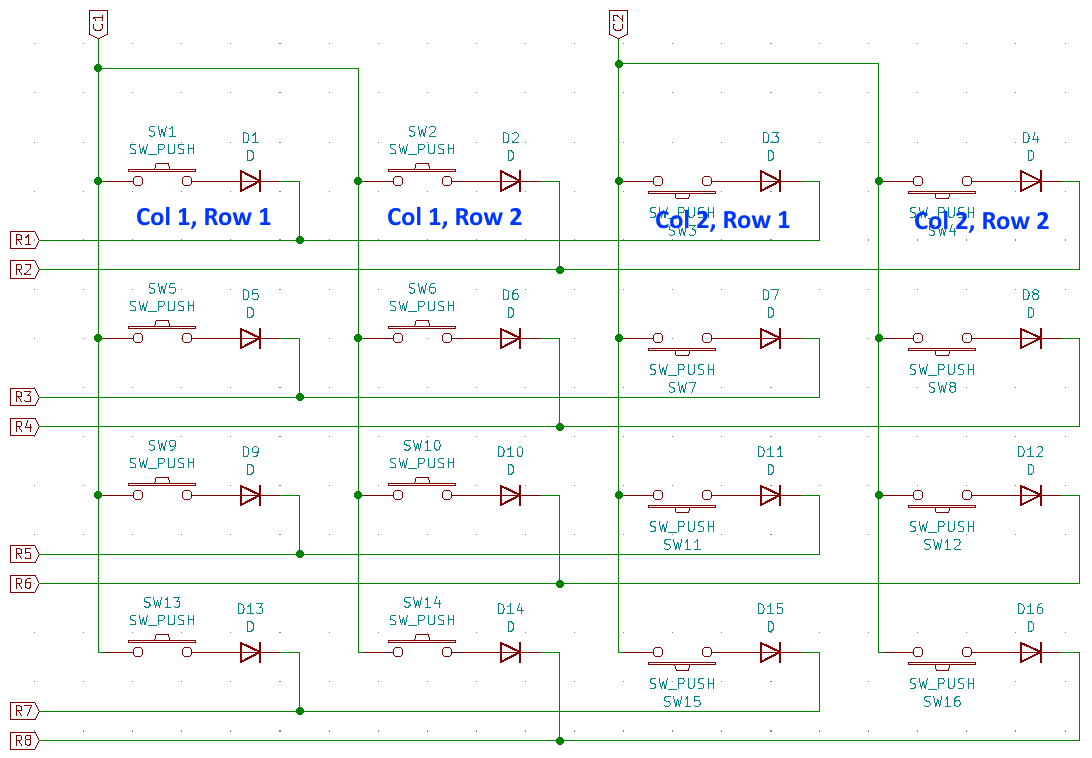 C1
C2
SW1
SW_PUSH
D1
D
SW2
SW_PUSH
D2
D
D3
D
D4
D
SW_PUSH
SW3
SW_PUSH
SW4
Col 1, Row 1
Col 1, Row 2
Col 2, Row 1
Col 2, Row 2
R1
R2
SW5
SW_PUSH
D5
D
SW6
SW_PUSH
D6
D
D7
D
D8
D
SW_PUSH
SW7
SW_PUSH
SW8
R3
R4
SW9
SW_PUSH
D9
D
SW10
SW_PUSH
D10
D
D11
D
D12
D
SW_PUSH
SW11
SW_PUSH
SW12
R5
R6
SW13
SW_PUSH
D13
D
SW14
SW_PUSH
D14
D
D15
D
D16
D
SW_PUSH
SW15
SW_PUSH
SW16
R7
R8